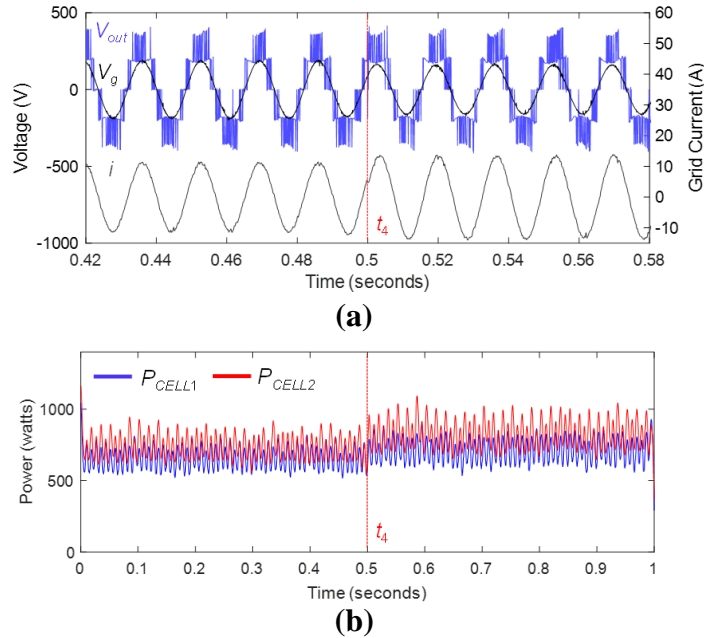 500
0
-500
-1000
Voltage (V)
V_out
V_g
i
t_4
60
50
40
30
20
10
0
-10
Grid Current (A)
0.42
0.44
0.46
0.48
0.5
0.52
0.54
0.56
0.58
Time (seconds)
(a)
P_CELL1
P_CELL2
1000
500
0
Power (watts)
t_4
0
0.1
0.2
0.3
0.4
0.5
0.6
0.7
0.8
0.9
1
Time (seconds)
(b)